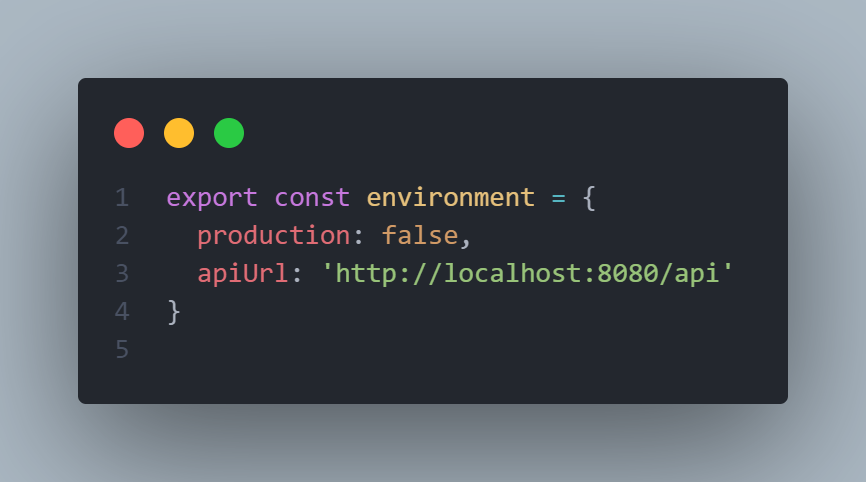 1 export const environment = {
2   production: false,
3   apiUrl: 'http://localhost:8080/api'
4 }
5